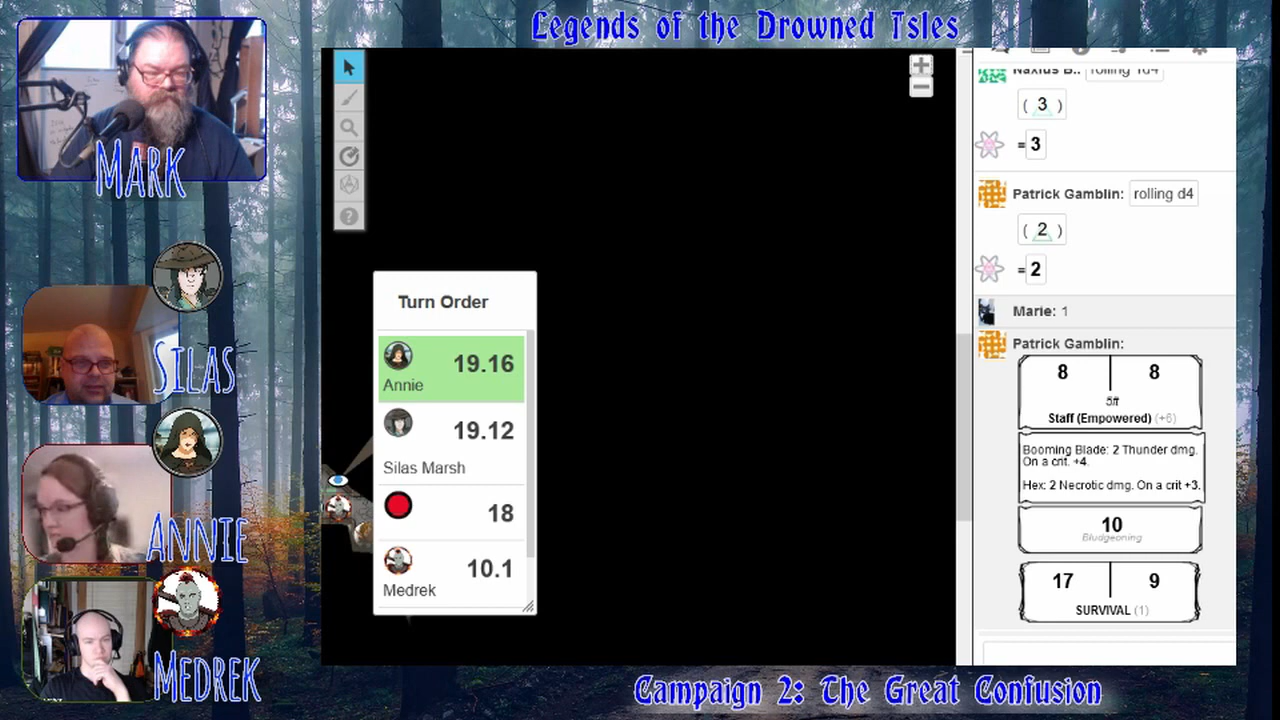 Legends of the Drowned Isles
MARK
SILAS
ANNIE
MEDREK
Turn Order
19.16
Annie
19.12
Silas Marsh
18
10.1
Medrek
Naxius B.. rolling 1d4
( 3 )
= 3
Patrick Gamblin: rolling d4
( 2 )
= 2
Marie: 1
Patrick Gamblin:
8 8
5ft
Staff (Empowered) (+6)
Booming Blade: 2 Thunder dmg.
On a crit. +4.
Hex: 2 Necrotic dmg. On a crit +3.
10
Bludgeoning
17 9
SURVIVAL (1)
Campaign 2: The Great Confusion